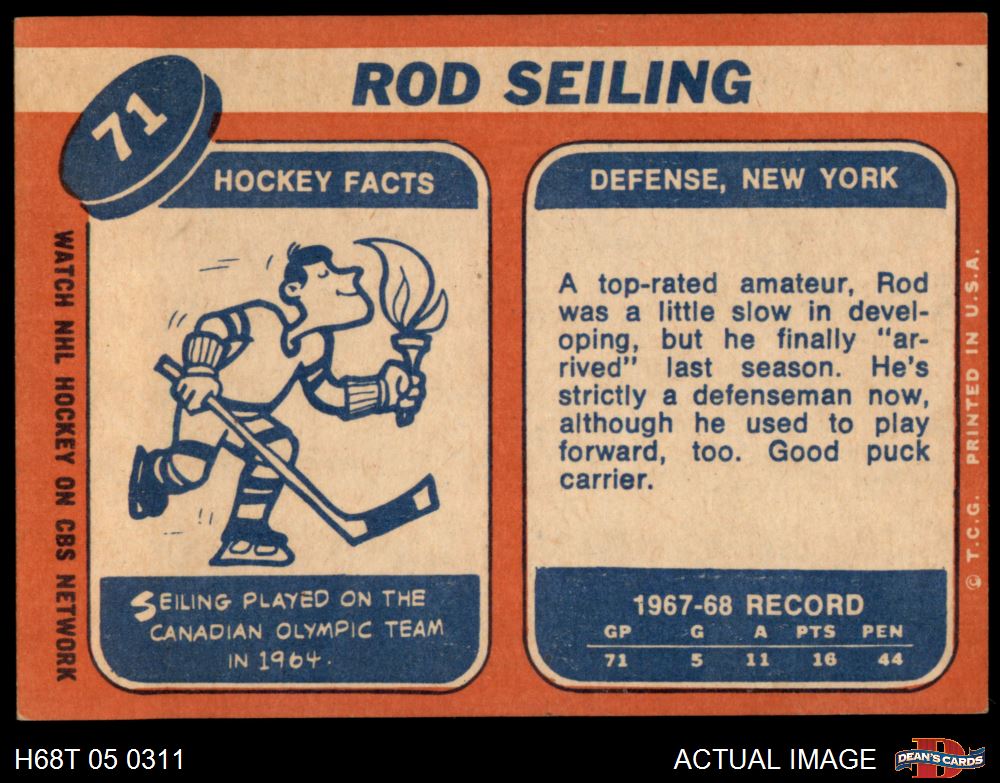 71
ROD SEILING
HOCKEY FACTS
SEILING PLAYED ON THE
CANADIAN OLYMPIC TEAM
IN 1964.
DEFENSE, NEW YORK
A top-rated amateur, Rod
was a little slow in devel-
oping, but he finally "ar-
rived" last season. He's
strictly a defenseman now,
although he used to play
forward, too. Good puck
carrier.
1967-68 RECORD
GP G A PTS PEN
71 5 11 16 44
WATCH NHL HOCKEY ON CBS NETWORK
© T.C.G. PRINTED IN U.S.A.
H68T 05 0311
ACTUAL IMAGE
D
DEAN'S CARDS